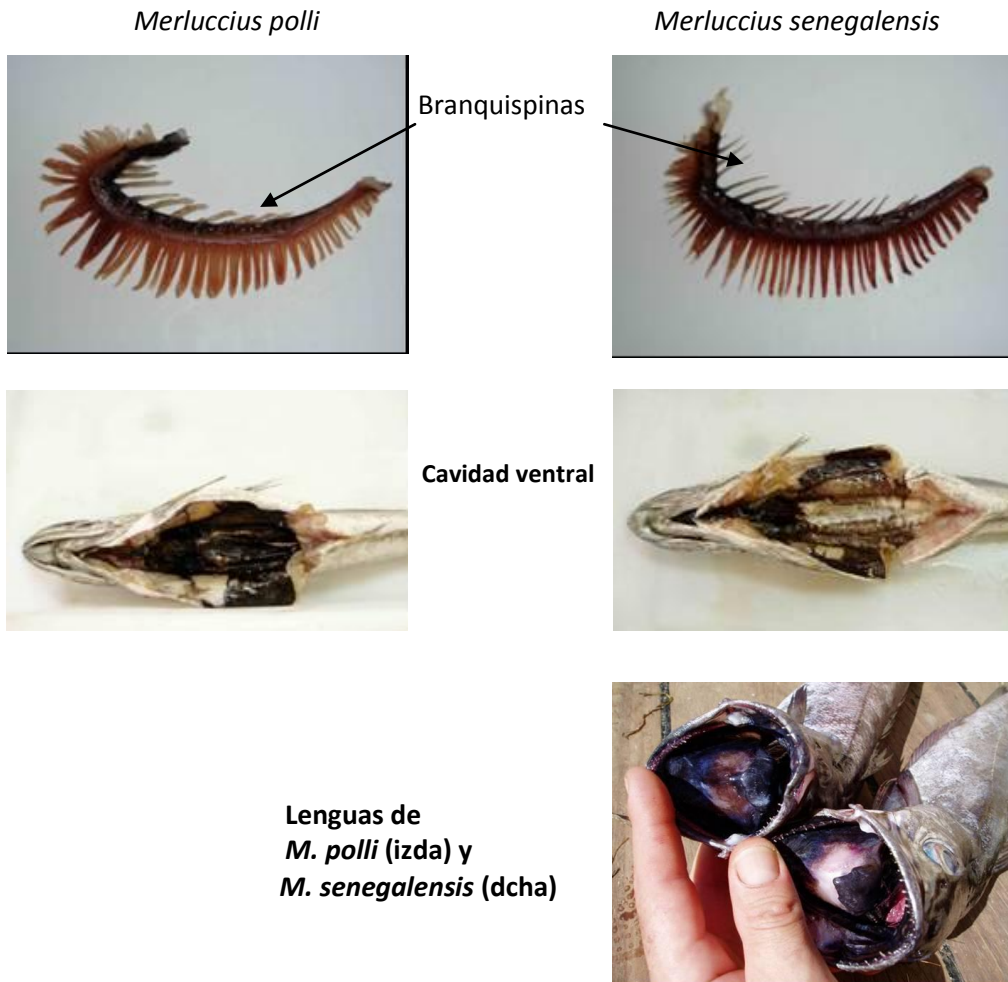 Merluccius polli
Merluccius senegalensis
Branquispinas
Cavidad ventral
Lenguas de
M. polli (izda) y
M. senegalensis (dcha)